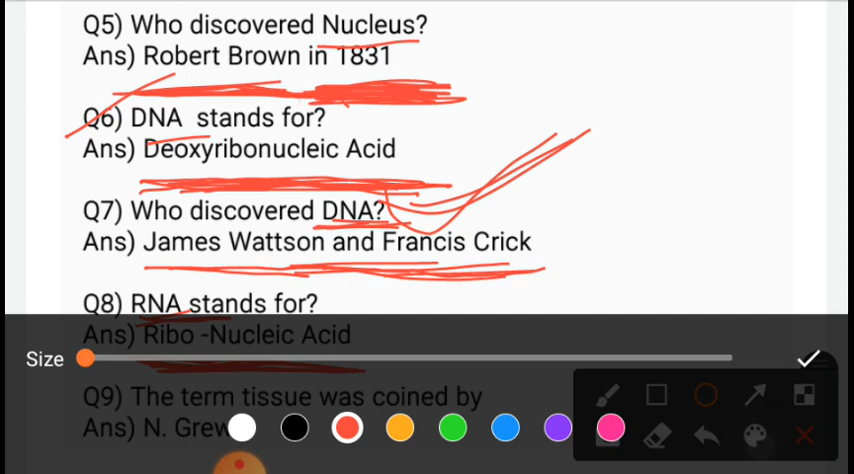 Q5) Who discovered Nucleus?
Ans) Robert Brown in 1831
Q6) DNA stands for?
Ans) Deoxyribonucleic Acid
Q7) Who discovered DNA?
Ans) James Wattson and Francis Crick
Q8) RNA stands for?
Ans) Ribo -Nucleic Acid
Size
Q9) The term tissue was coined by
Ans) N. Grew